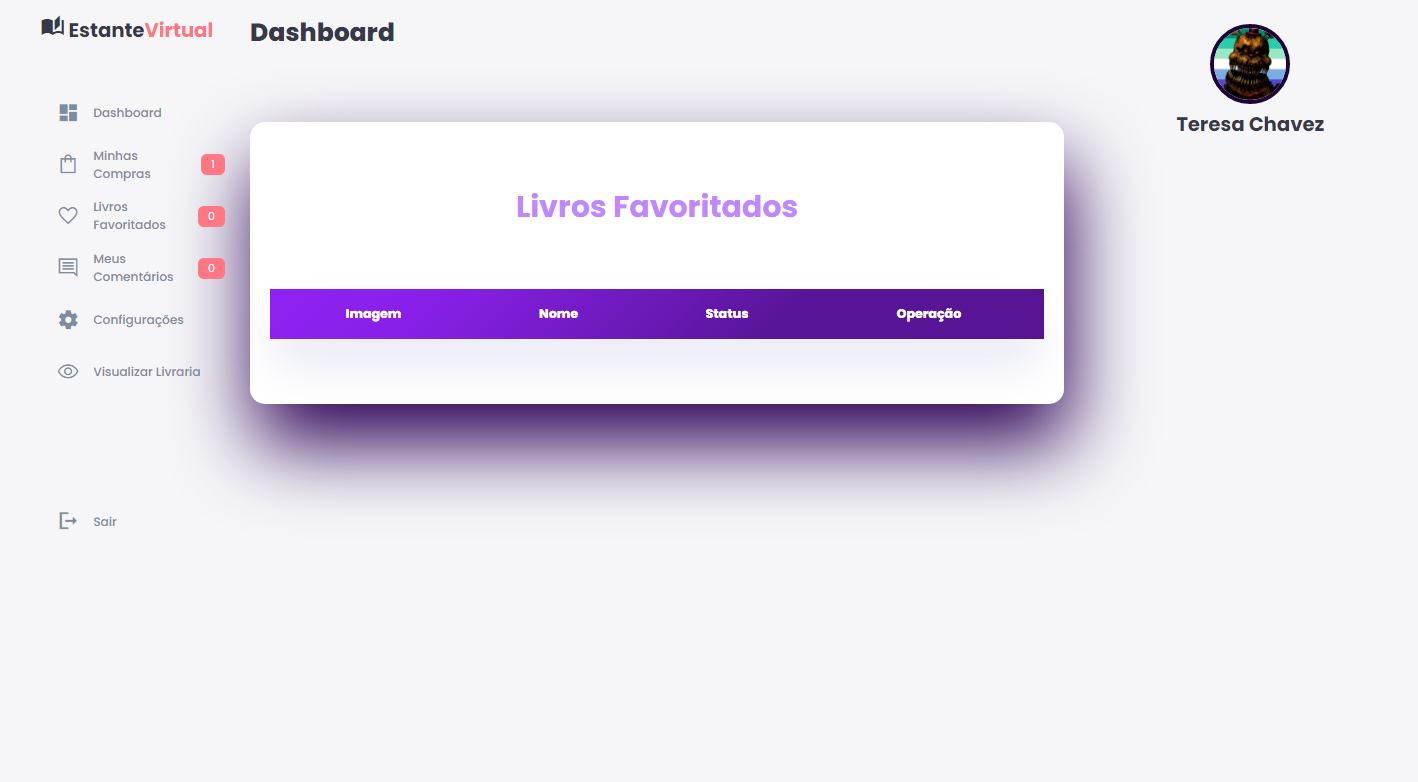 EstanteVirtual
Dashboard
Teresa Chavez
Dashboard
Minhas
Compras
1
Livros
Favoritados
0
Meus
Comentários
0
Configurações
Visualizar Livraria
Sair
Livros Favoritados
Imagem Nome Status Operação